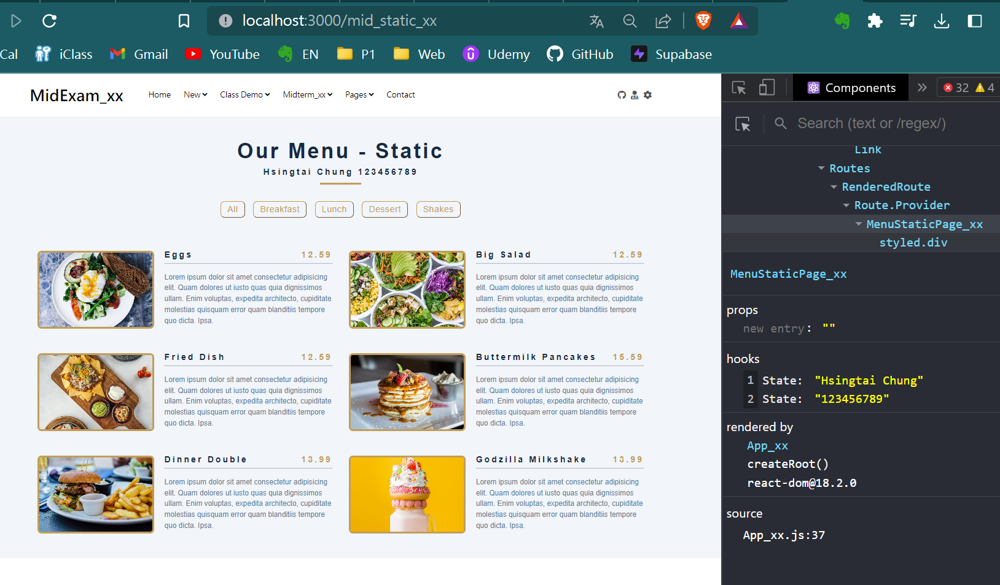 localhost:3000/mid_static_xx
Cal iClass Gmail YouTube EN P1 Web Udemy GitHub Supabase
MidExam_xx Home New Class Demo Midterm_xx Pages Contact
Our Menu - Static
Hsingtai Chung 123456789
All Breakfast Lunch Dessert Shakes
Eggs 12.59
Lorem ipsum dolor sit amet consectetur adipisicing
elit. Quam dolores ut iusto quas quia dignissimos
ullam. Enim voluptas, expedita architecto, cupiditate
molestias quisquam error quam blanditiis tempore
quo dicta. Ipsa.
Big Salad 12.59
Lorem ipsum dolor sit amet consectetur adipisicing
elit. Quam dolores ut iusto quas quia dignissimos
ullam. Enim voluptas, expedita architecto, cupiditate
molestias quisquam error quam blanditiis tempore
quo dicta. Ipsa.
Fried Dish 12.59
Lorem ipsum dolor sit amet consectetur adipisicing
elit. Quam dolores ut iusto quas quia dignissimos
ullam. Enim voluptas, expedita architecto, cupiditate
molestias quisquam error quam blanditiis tempore
quo dicta. Ipsa.
Buttermilk Pancakes 15.59
Lorem ipsum dolor sit amet consectetur adipisicing
elit. Quam dolores ut iusto quas quia dignissimos
ullam. Enim voluptas, expedita architecto, cupiditate
molestias quisquam error quam blanditiis tempore
quo dicta. Ipsa.
Dinner Double 13.99
Lorem ipsum dolor sit amet consectetur adipisicing
elit. Quam dolores ut iusto quas quia dignissimos
ullam. Enim voluptas, expedita architecto, cupiditate
molestias quisquam error quam blanditiis tempore
quo dicta. Ipsa.
Godzilla Milkshake 13.99
Lorem ipsum dolor sit amet consectetur adipisicing
elit. Quam dolores ut iusto quas quia dignissimos
ullam. Enim voluptas, expedita architecto, cupiditate
molestias quisquam error quam blanditiis tempore
quo dicta. Ipsa.
Components » 32 4
Search (text or /regex/)
Link
Routes
RenderedRoute
Route.Provider
MenuStaticPage_xx
styled.div
MenuStaticPage_xx
props
new entry: ""
hooks
1 State: "Hsingtai Chung"
2 State: "123456789"
rendered by
App_xx
createRoot()
react-dom@18.2.0
source
App_xx.js:37